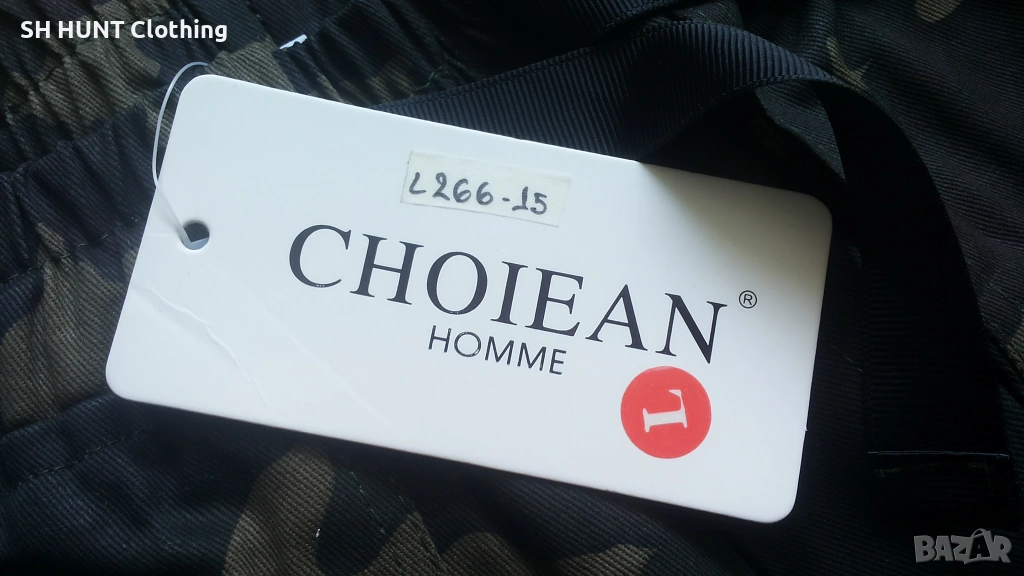 SH HUNT Clothing
L266-15
CHOIEAN®
HOMME
L
BAZAR